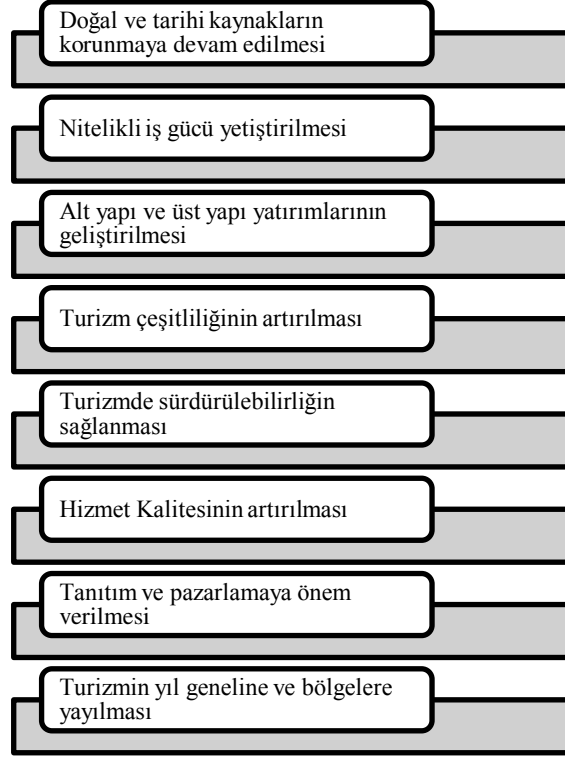 Doğal ve tarihi kaynakların
korunmaya devam edilmesi
Nitelikli iş gücü yetiştirilmesi
Alt yapı ve üst yapı yatırımlarının
geliştirilmesi
Turizm çeşitliliğinin artırılması
Turizmde sürdürülebilirliğin
sağlanması
Hizmet Kalitesinin artırılması
Tanıtım ve pazarlamaya önem
verilmesi
Turizmin yıl geneline ve bölgelere
yayılması